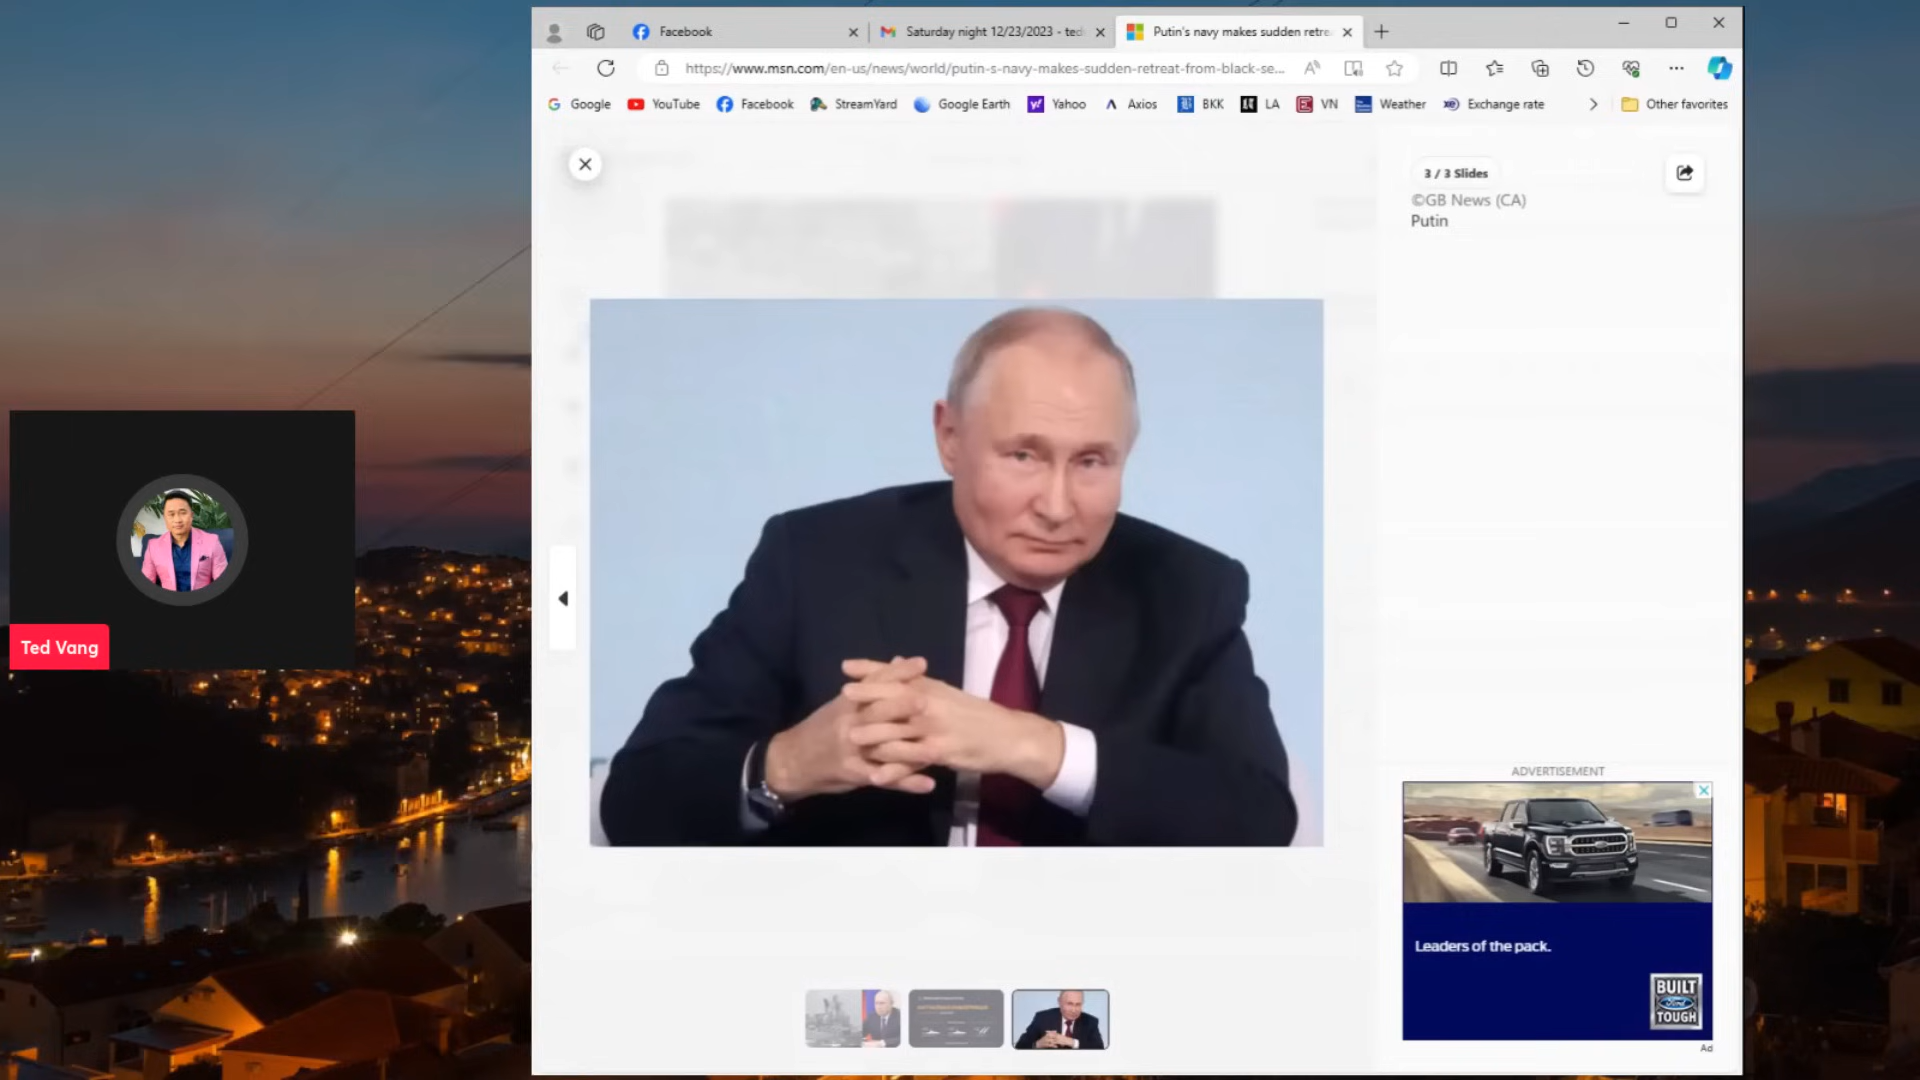 Facebook
Saturday night 12/23/2023 - ted
Putin's navy makes sudden retre
https://www.msn.com/en-us/news/world/putin-s-navy-makes-sudden-retreat-from-black-se...
Google
YouTube
Facebook
StreamYard
Google Earth
Yahoo
Axios
BKK
LA
VN
Weather
Exchange rate
Other favorites
3 / 3 Slides
©GB News (CA)
Putin
Ted Vang
ADVERTISEMENT
Leaders of the pack.
BUILT
Ford
TOUGH
Ad